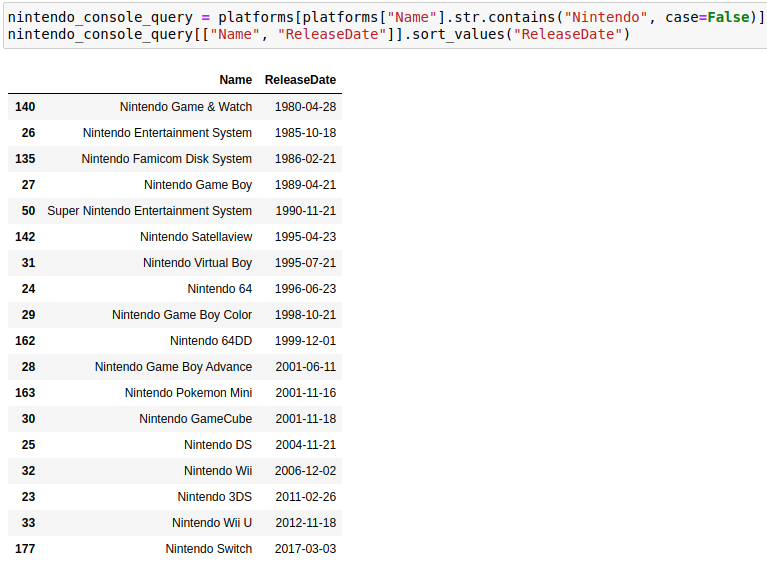 nintendo_console_query = platforms[platforms["Name"].str.contains("Nintendo", case=False)]
nintendo_console_query[["Name", "ReleaseDate"]].sort_values("ReleaseDate")
Name ReleaseDate
140 Nintendo Game & Watch 1980-04-28
26 Nintendo Entertainment System 1985-10-18
135 Nintendo Famicom Disk System 1986-02-21
27 Nintendo Game Boy 1989-04-21
50 Super Nintendo Entertainment System 1990-11-21
142 Nintendo Satellaview 1995-04-23
31 Nintendo Virtual Boy 1995-07-21
24 Nintendo 64 1996-06-23
29 Nintendo Game Boy Color 1998-10-21
162 Nintendo 64DD 1999-12-01
28 Nintendo Game Boy Advance 2001-06-11
163 Nintendo Pokemon Mini 2001-11-16
30 Nintendo GameCube 2001-11-18
25 Nintendo DS 2004-11-21
32 Nintendo Wii 2006-12-02
23 Nintendo 3DS 2011-02-26
33 Nintendo Wii U 2012-11-18
177 Nintendo Switch 2017-03-03